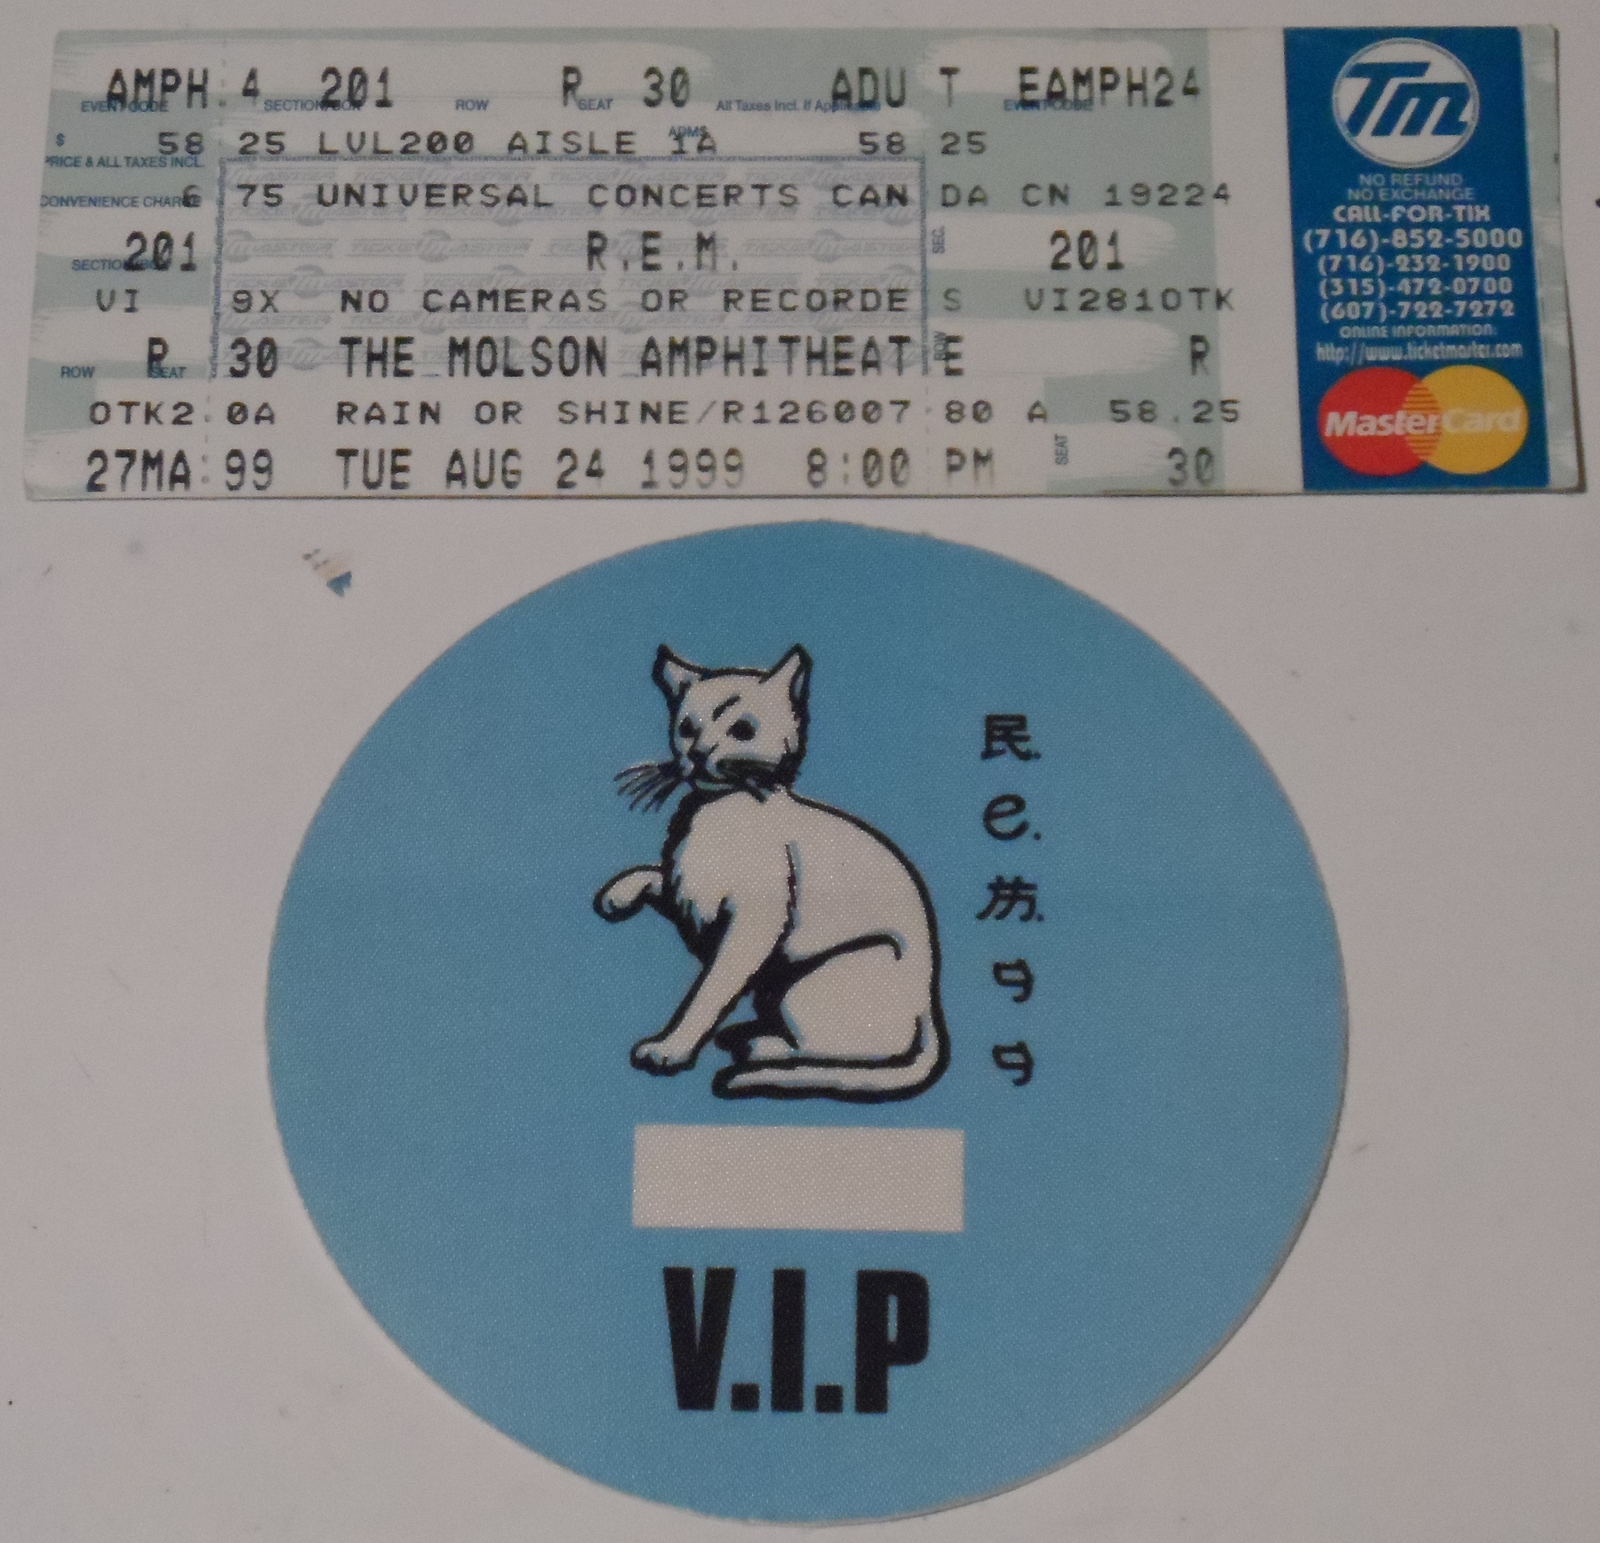 AMPH 4 201 R 30 ADU T EAMPH24
EVENT CODE SECTION/BOX ROW SEAT All Taxes Incl. If Applicable EVENT CODE
$ 58 25 LVL200 AISLE 1A 58 25
PRICE & ALL TAXES INCL.
75 UNIVERSAL CONCERTS CAN DA CN 19224
CONVENIENCE CHARGE
201 R.E.M. 201
SECTION/BOX SEC.
VI 9X NO CAMERAS OR RECORDE S VI2810TK
R 30 THE MOLSON AMPHITHEAT E R
ROW SEAT ROW
OTK2 0A RAIN OR SHINE/R126007 80 A 58.25
27MA 99 TUE AUG 24 1999 8:00 PM 30
SEAT
Tm
NO REFUND
NO EXCHANGE
CALL-FOR-TIX
(716)-852-5000
(716)-232-1900
(315)-472-0700
(607)-722-7272
ONLINE INFORMATION:
http://www.ticketmaster.com
MasterCard
民.
e.
V.I.P